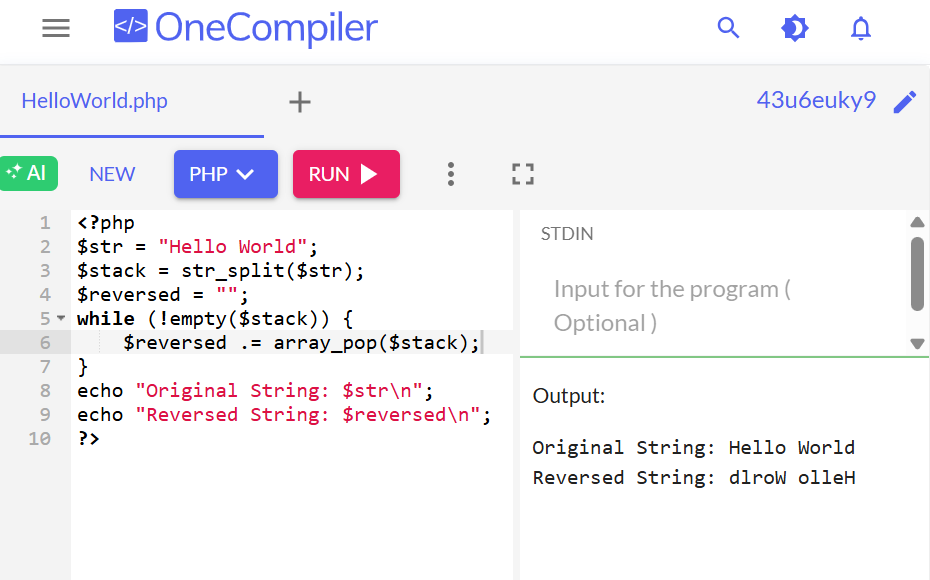 </> OneCompiler
HelloWorld.php +
43u6euky9
AI NEW PHP RUN
1 <?php
2 $str = "Hello World";
3 $stack = str_split($str);
4 $reversed = "";
5 while (!empty($stack)) {
6     $reversed .= array_pop($stack);
7 }
8 echo "Original String: $str\n";
9 echo "Reversed String: $reversed\n";
10 ?>
STDIN
Input for the program (
Optional )
Output:
Original String: Hello World
Reversed String: dlroW olleH